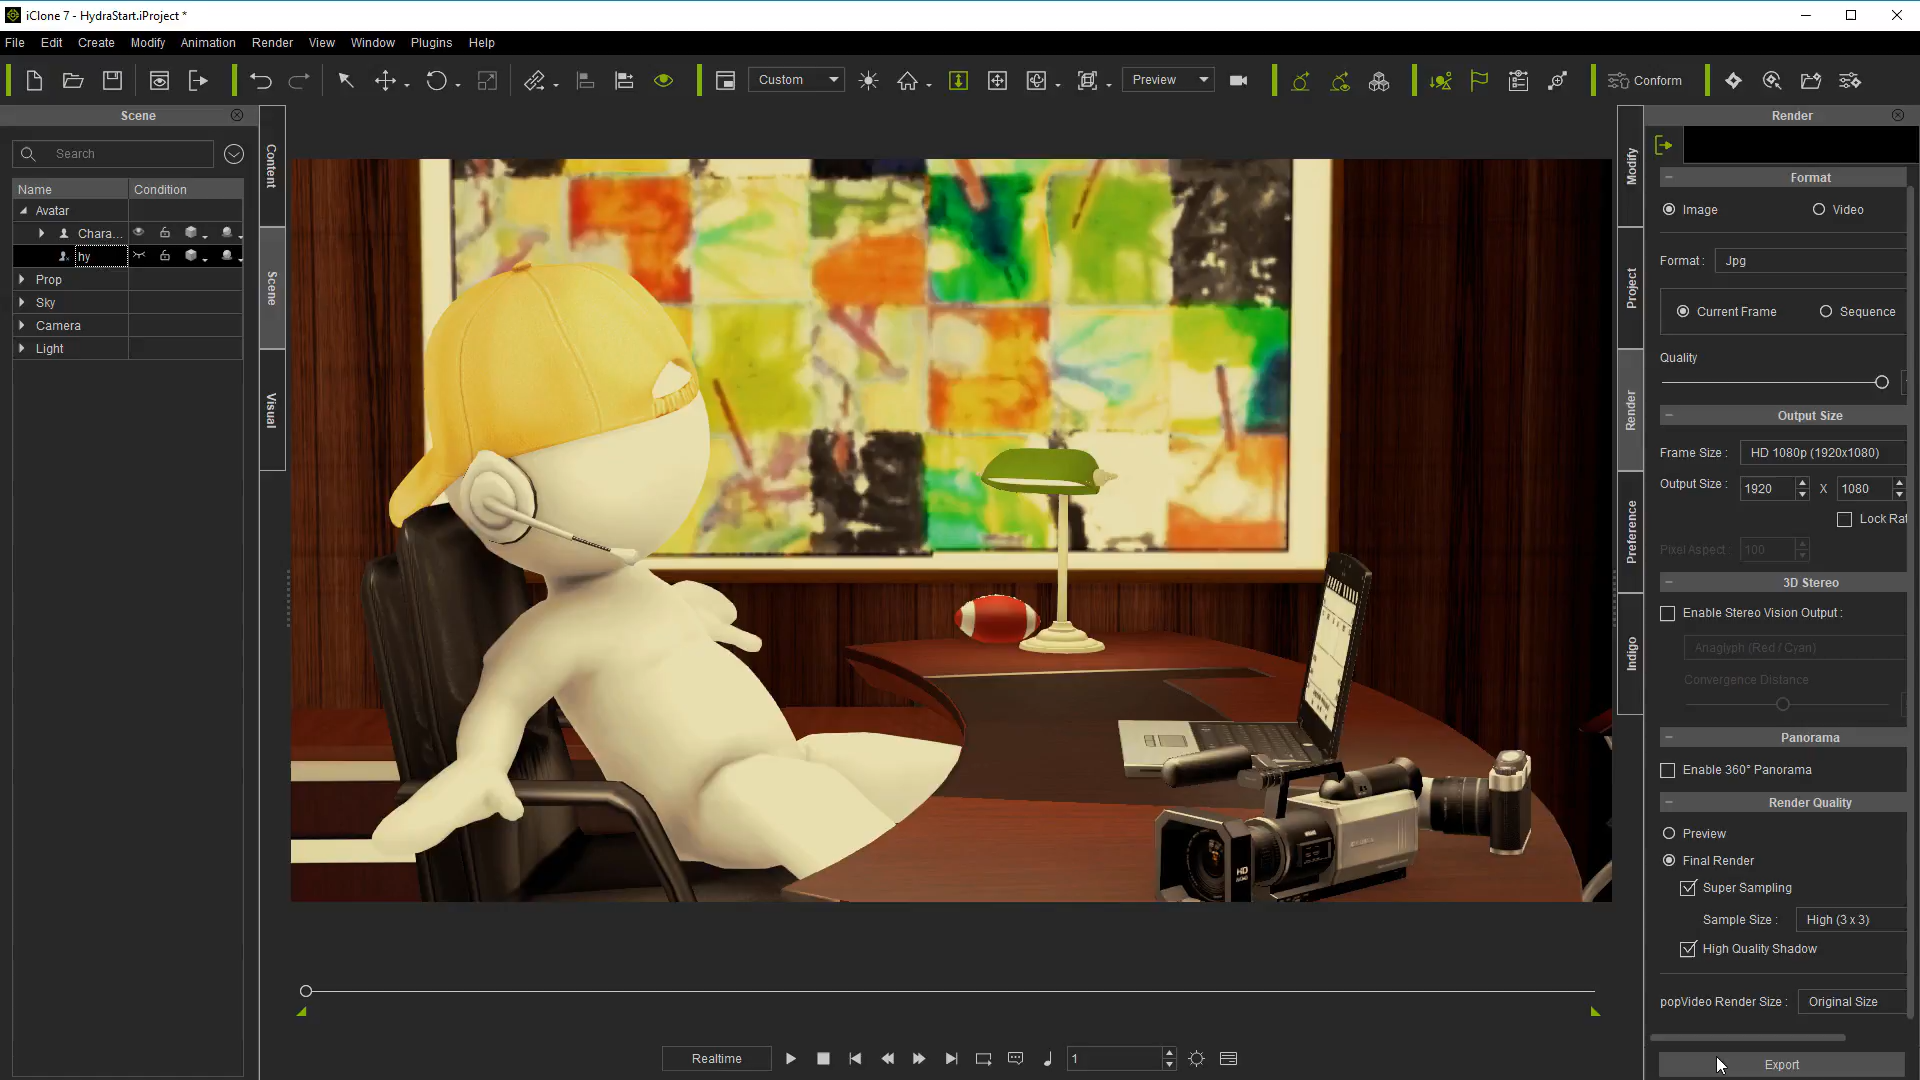 iClone 7 - HydraStart.iProject *
File Edit Create Modify Animation Render View Window Plugins Help
Custom Preview Conform
Scene
Search
Name Condition
Avatar
Chara...
hy
Prop
Sky
Camera
Light
Content
Scene
Visual
HD
Modify
Project
Render
Preference
Indigo
Render
Format
Image Video
Format : Jpg
Current Frame Sequence
Quality
Output Size
Frame Size : HD 1080p (1920x1080)
Output Size : 1920 X 1080
Lock Rat
Pixel Aspect : 100
3D Stereo
Enable Stereo Vision Output :
Anaglyph (Red / Cyan)
Convergence Distance
Panorama
Enable 360° Panorama
Render Quality
Preview
Final Render
Super Sampling
Sample Size : High (3 x 3)
High Quality Shadow
popVideo Render Size : Original Size
Export
Realtime 1